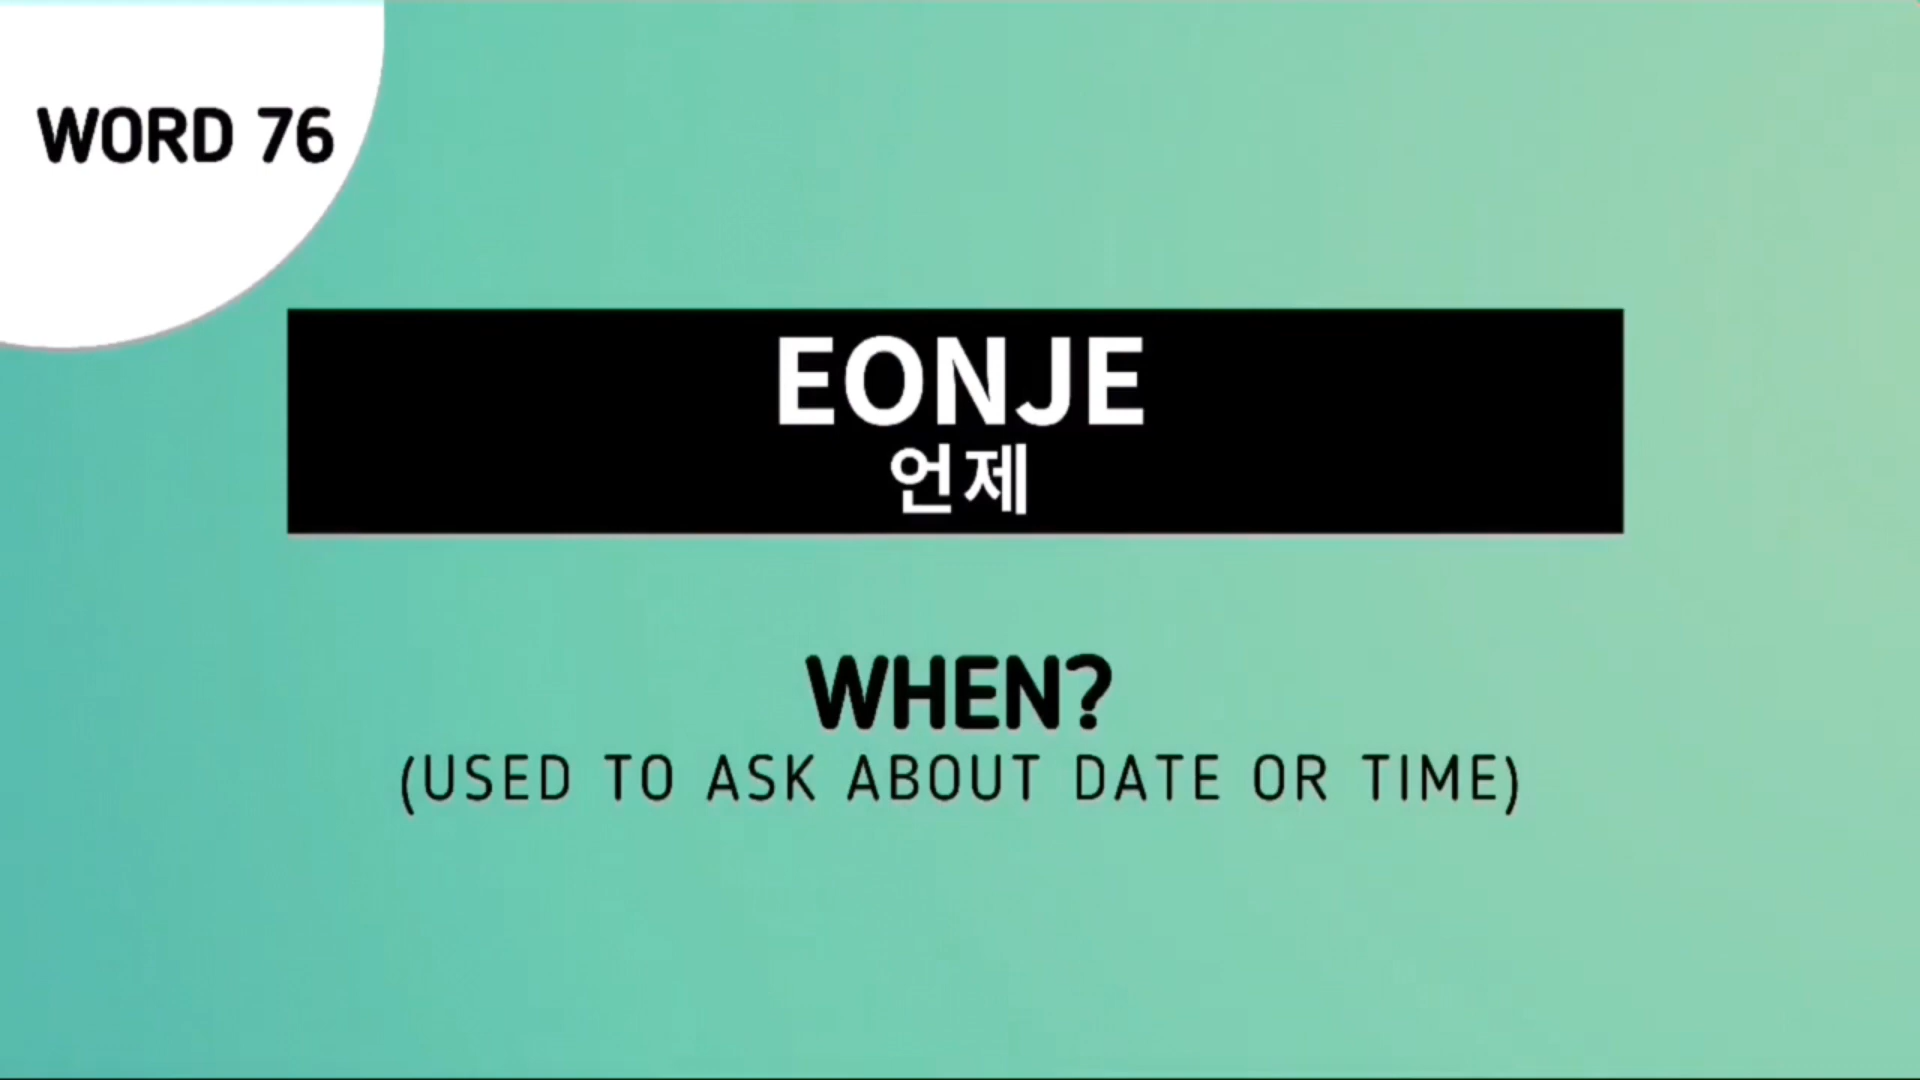 WORD 76
EONJE
언제
WHEN?
(USED TO ASK ABOUT DATE OR TIME)